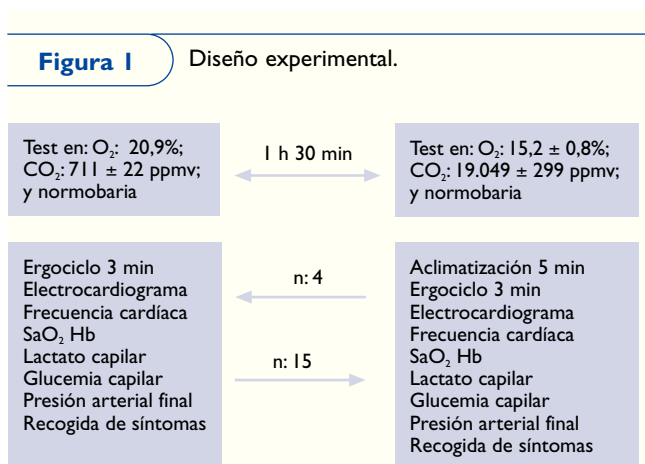 Figura 1
Diseño experimental.
Test en: O₂: 20,9%;
CO₂: 711 ± 22 ppmv;
y normobaria
1 h 30 min
Test en: O₂: 15,2 ± 0,8%;
CO₂: 19.049 ± 299 ppmv;
y normobaria
Ergociclo 3 min
Electrocardiograma
Frecuencia cardíaca
SaO₂ Hb
Lactato capilar
Glucemia capilar
Presión arterial final
Recogida de síntomas
n: 4
n: 15
Aclimatización 5 min
Ergociclo 3 min
Electrocardiograma
Frecuencia cardíaca
SaO₂ Hb
Lactato capilar
Glucemia capilar
Presión arterial final
Recogida de síntomas